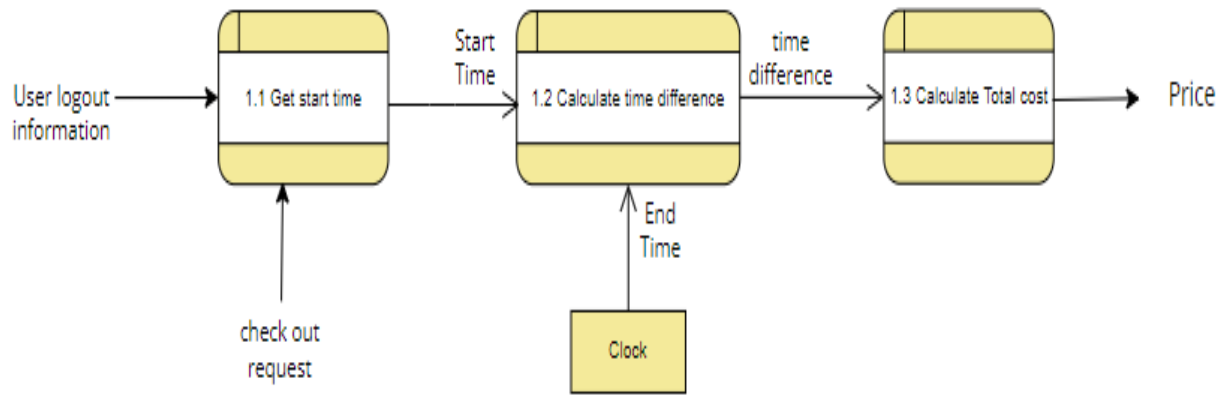 User logout
information
1.1 Get start time
Start
Time
1.2 Calculate time difference
time
difference
1.3 Calculate Total cost
Price
check out
request
End
Time
Clock